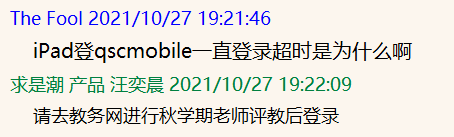 The Fool 2021/10/27 19:21:46
iPad登qscmobile一直登录超时是为什么啊
求是潮 产品 汪奕晨 2021/10/27 19:22:09
请去教务网进行秋学期老师评教后登录